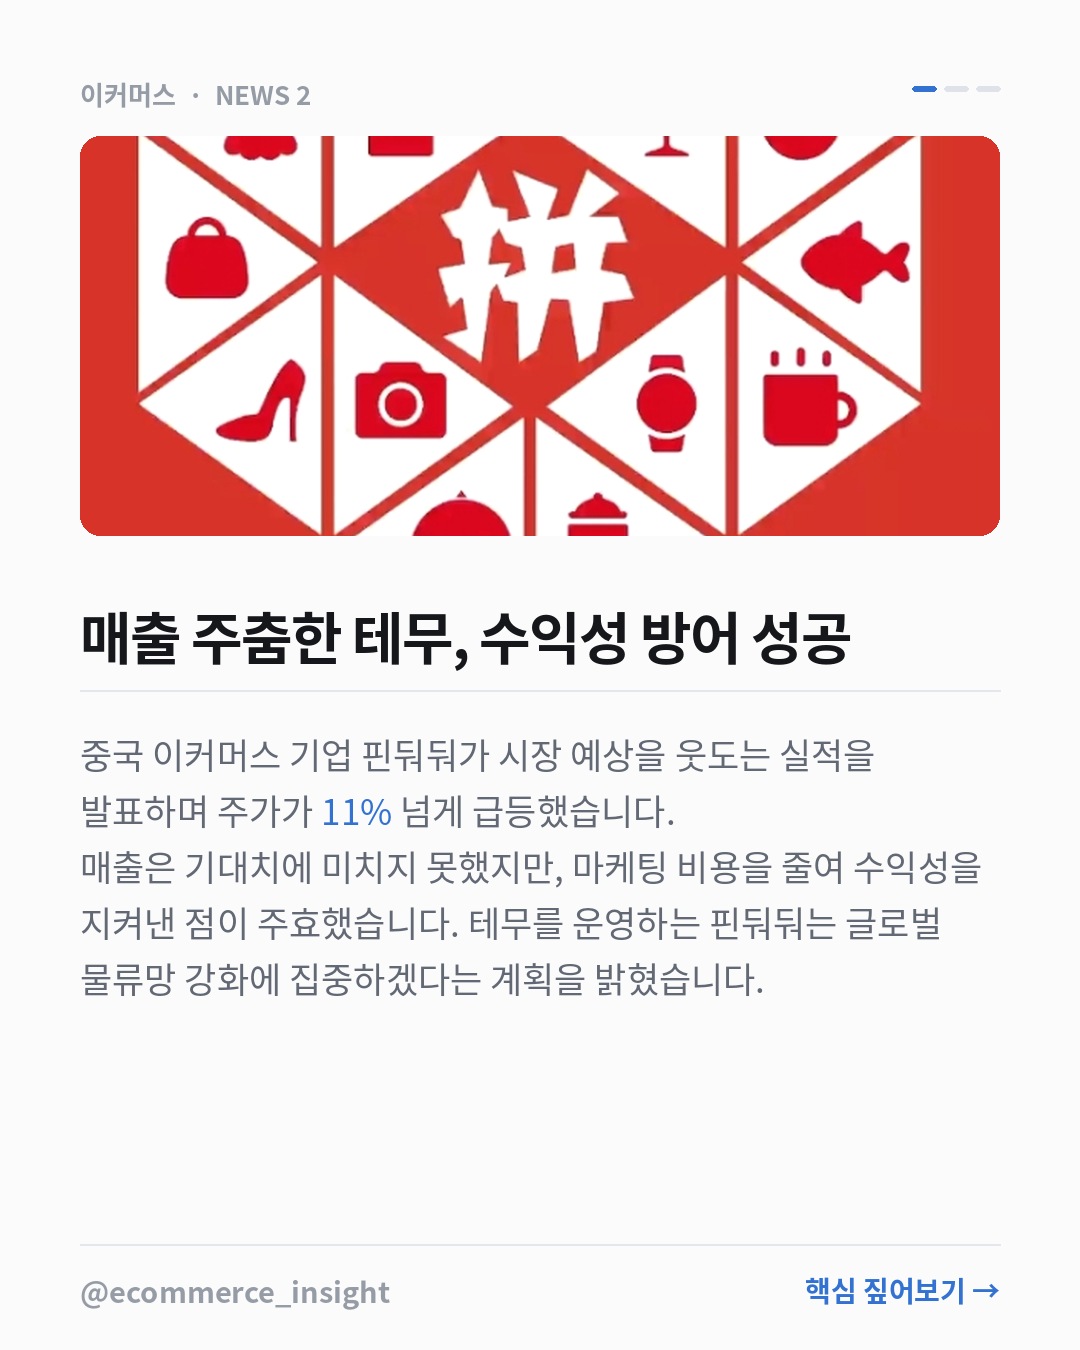 이커머스 · NEWS 2
拼
매출 주춤한 테무, 수익성 방어 성공
중국 이커머스 기업 핀둬둬가 시장 예상을 웃도는 실적을
발표하며 주가가 11% 넘게 급등했습니다.
매출은 기대치에 미치지 못했지만, 마케팅 비용을 줄여 수익성을
지켜낸 점이 주효했습니다. 테무를 운영하는 핀둬둬는 글로벌
물류망 강화에 집중하겠다는 계획을 밝혔습니다.
@ecommerce_insight
핵심 짚어보기 →